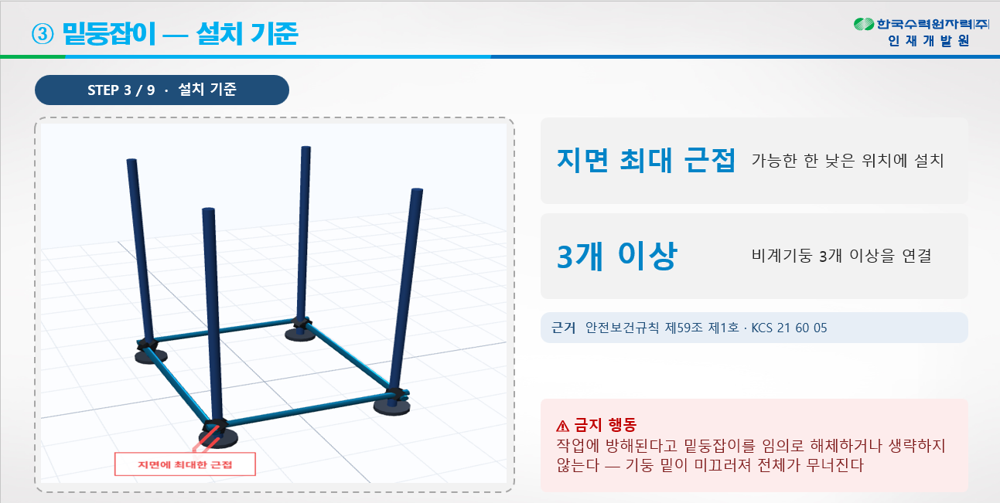 ③ 밑둥잡이 — 설치 기준
한국수력원자력(주)
인 재 개 발 원
STEP 3 / 9 · 설치 기준
지면에 최대한 근접
지면 최대 근접 가능한 한 낮은 위치에 설치
3개 이상 비계기둥 3개 이상을 연결
근거 안전보건규칙 제59조 제1호 · KCS 21 60 05
⚠ 금지 행동
작업에 방해된다고 밑둥잡이를 임의로 해체하거나 생략하지
않는다 — 기둥 밑이 미끄러져 전체가 무너진다